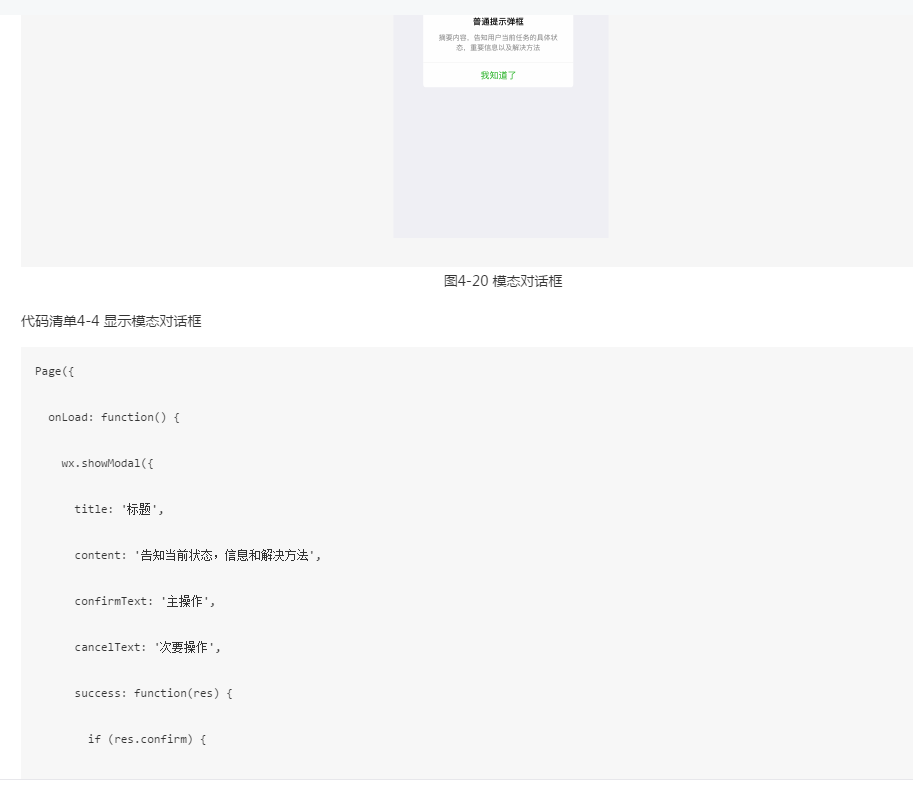 普通提示弹框
摘要内容，告知用户当前任务的具体状
态，重要信息以及解决方法
我知道了
图4-20 模态对话框
代码清单4-4 显示模态对话框
Page({
onLoad: function() {
wx.showModal({
title: '标题',
content: '告知当前状态，信息和解决方法',
confirmText: '主操作',
cancelText: '次要操作',
success: function(res) {
if (res.confirm) {